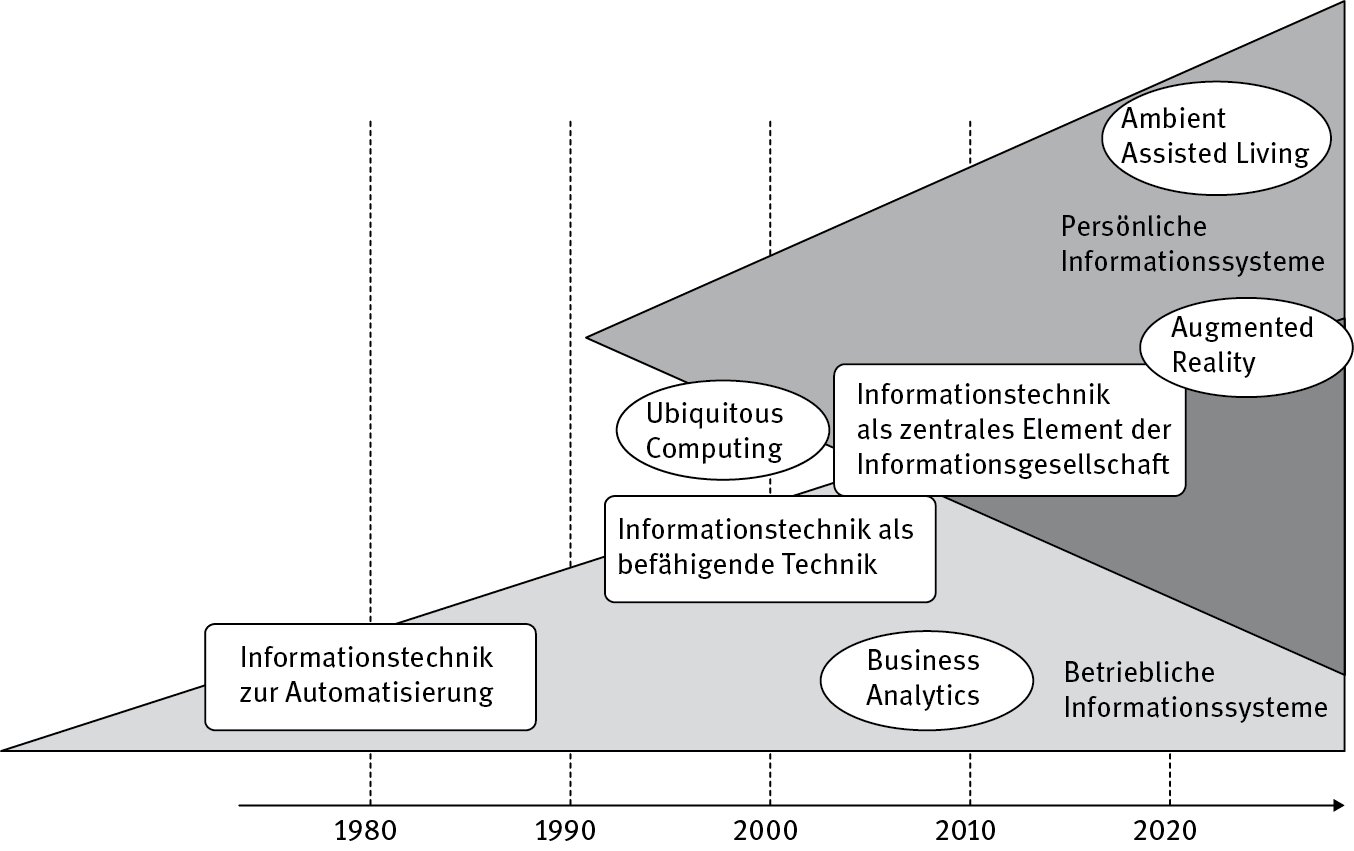 Ambient
Assisted Living
Persönliche
Informationssysteme
Augmented
Reality
Informationstechnik
als zentrales Element der
Informationsgesellschaft
Ubiquitous
Computing
Informationstechnik als
befähigende Technik
Informationstechnik
zur Automatisierung
Business
Analytics
Betriebliche
Informationssysteme
1980 1990 2000 2010 2020